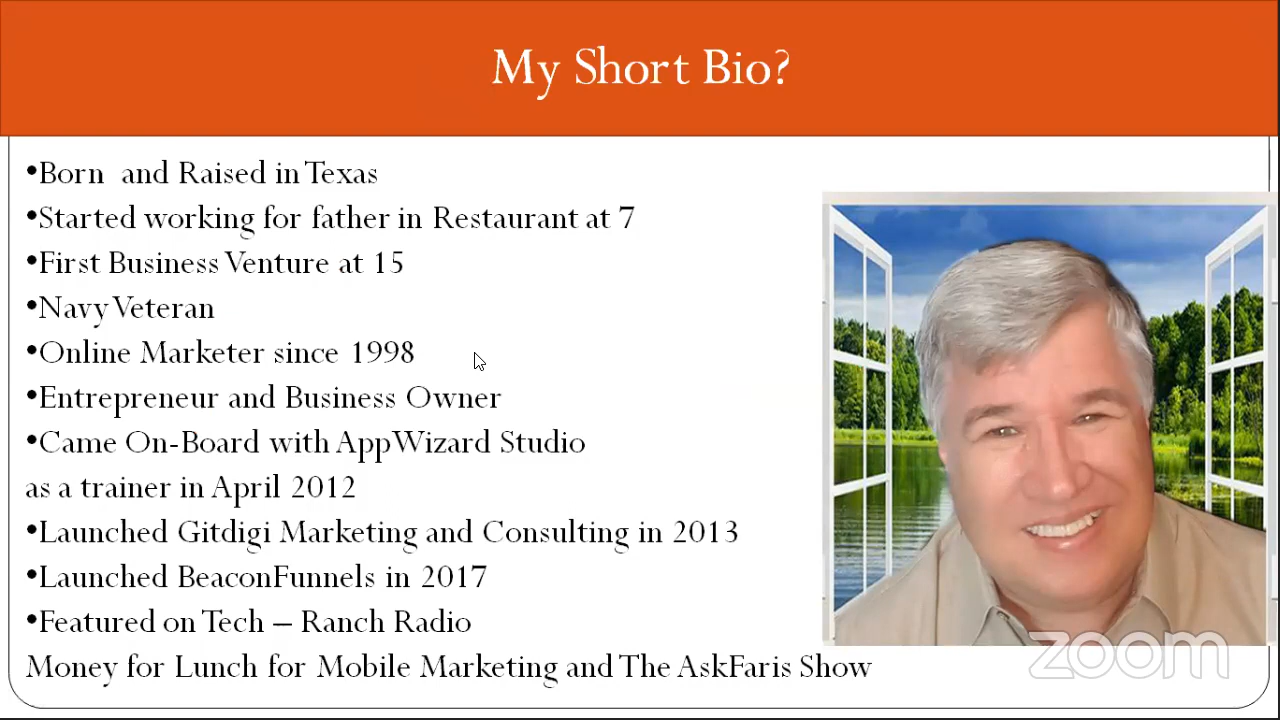 My Short Bio?
•Born and Raised in Texas
•Started working for father in Restaurant at 7
•First Business Venture at 15
•Navy Veteran
•Online Marketer since 1998
•Entrepreneur and Business Owner
•Came On-Board with AppWizard Studio
as a trainer in April 2012
•Launched Gitdigi Marketing and Consulting in 2013
•Launched BeaconFunnels in 2017
•Featured on Tech – Ranch Radio
Money for Lunch for Mobile Marketing and The AskFaris Show
zoom